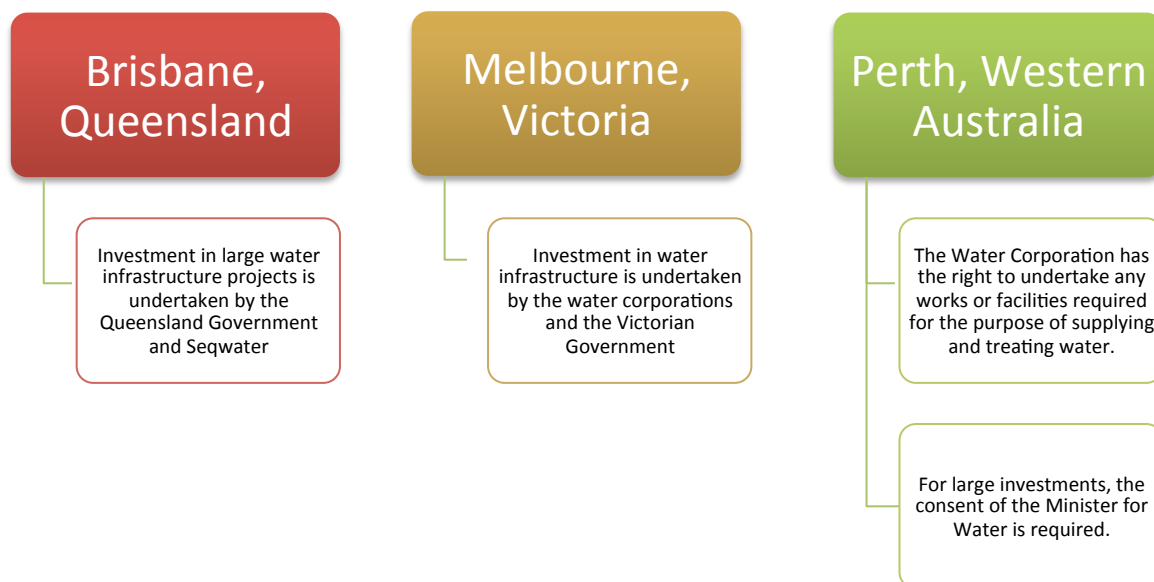 Brisbane,
Queensland
Investment in large water
infrastructure projects is
undertaken by the
Queensland Government
and Seqwater
Melbourne,
Victoria
Investment in water
infrastructure is undertaken
by the water corporations
and the Victorian
Government
Perth, Western
Australia
The Water Corporation has
the right to undertake any
works or facilities required
for the purpose of supplying
and treating water.
For large investments, the
consent of the Minister for
Water is required.